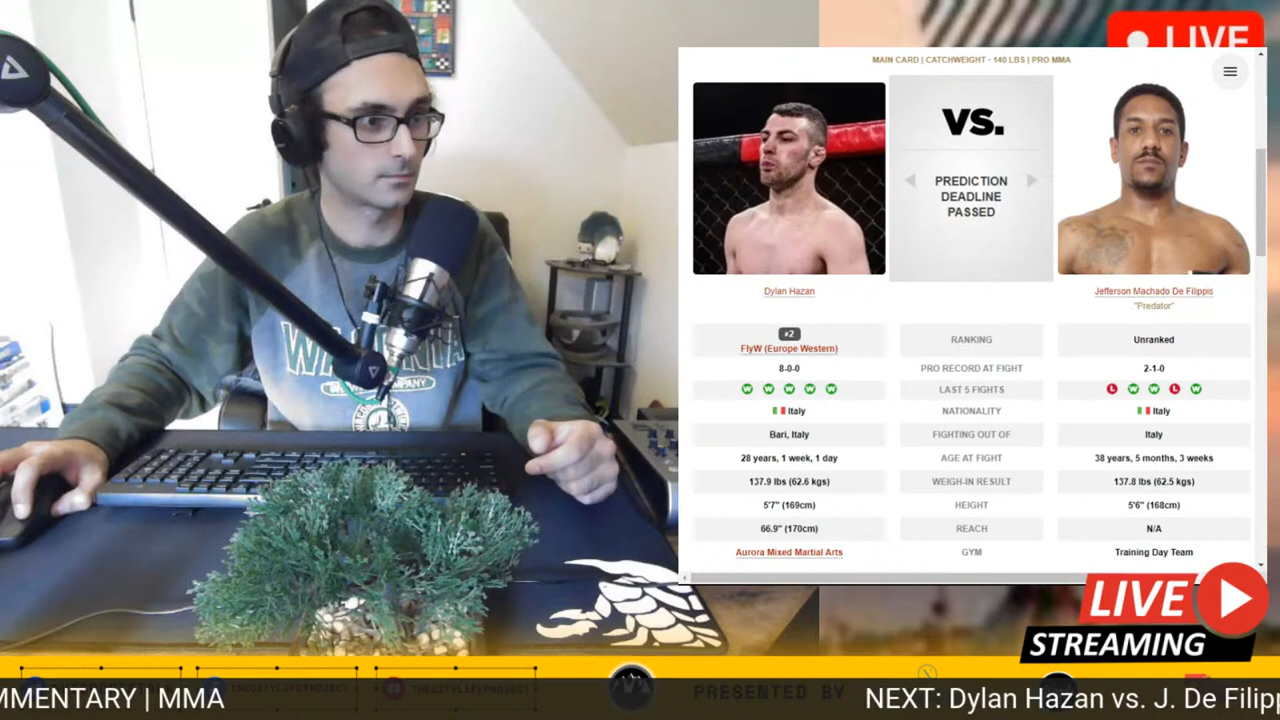 LIVE
MAIN CARD | CATCHWEIGHT · 140 LBS | PRO MMA
VS.
PREDICTION
DEADLINE
PASSED
Dylan Hazan
Jefferson Machado De Filippis
"Predator"
#2
FlyW (Europe Western)
RANKING
Unranked
8-0-0
PRO RECORD AT FIGHT
2-1-0
W W W W W
LAST 5 FIGHTS
L W W L W
Italy
NATIONALITY
Italy
Bari, Italy
FIGHTING OUT OF
Italy
28 years, 1 week, 1 day
AGE AT FIGHT
38 years, 5 months, 3 weeks
137.9 lbs (62.6 kgs)
WEIGH-IN RESULT
137.8 lbs (62.5 kgs)
5'7" (169cm)
HEIGHT
5'6" (168cm)
66.9" (170cm)
REACH
N/A
Aurora Mixed Martial Arts
GYM
Training Day Team
LIVE
STREAMING
THECITYLIFEPROJECT
THECITYLIFEPROJECT
PRESENTED BY
MMENTARY | MMA
NEXT: Dylan Hazan vs. J. De Filipp